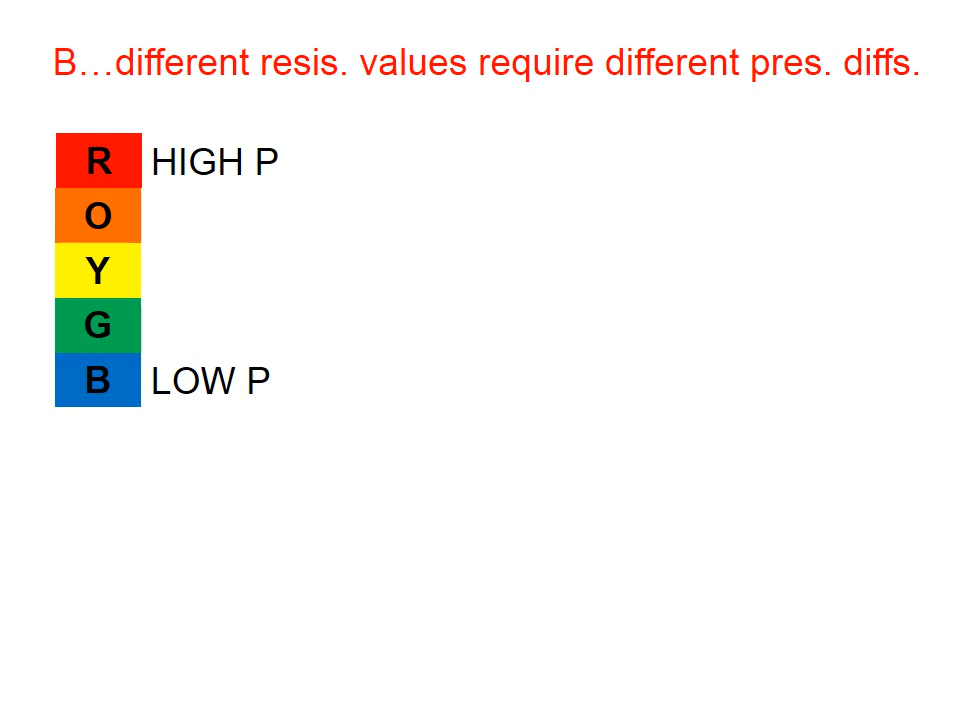 B…different resis. values require different pres. diffs.
R HIGH P
O
Y
G
B LOW P